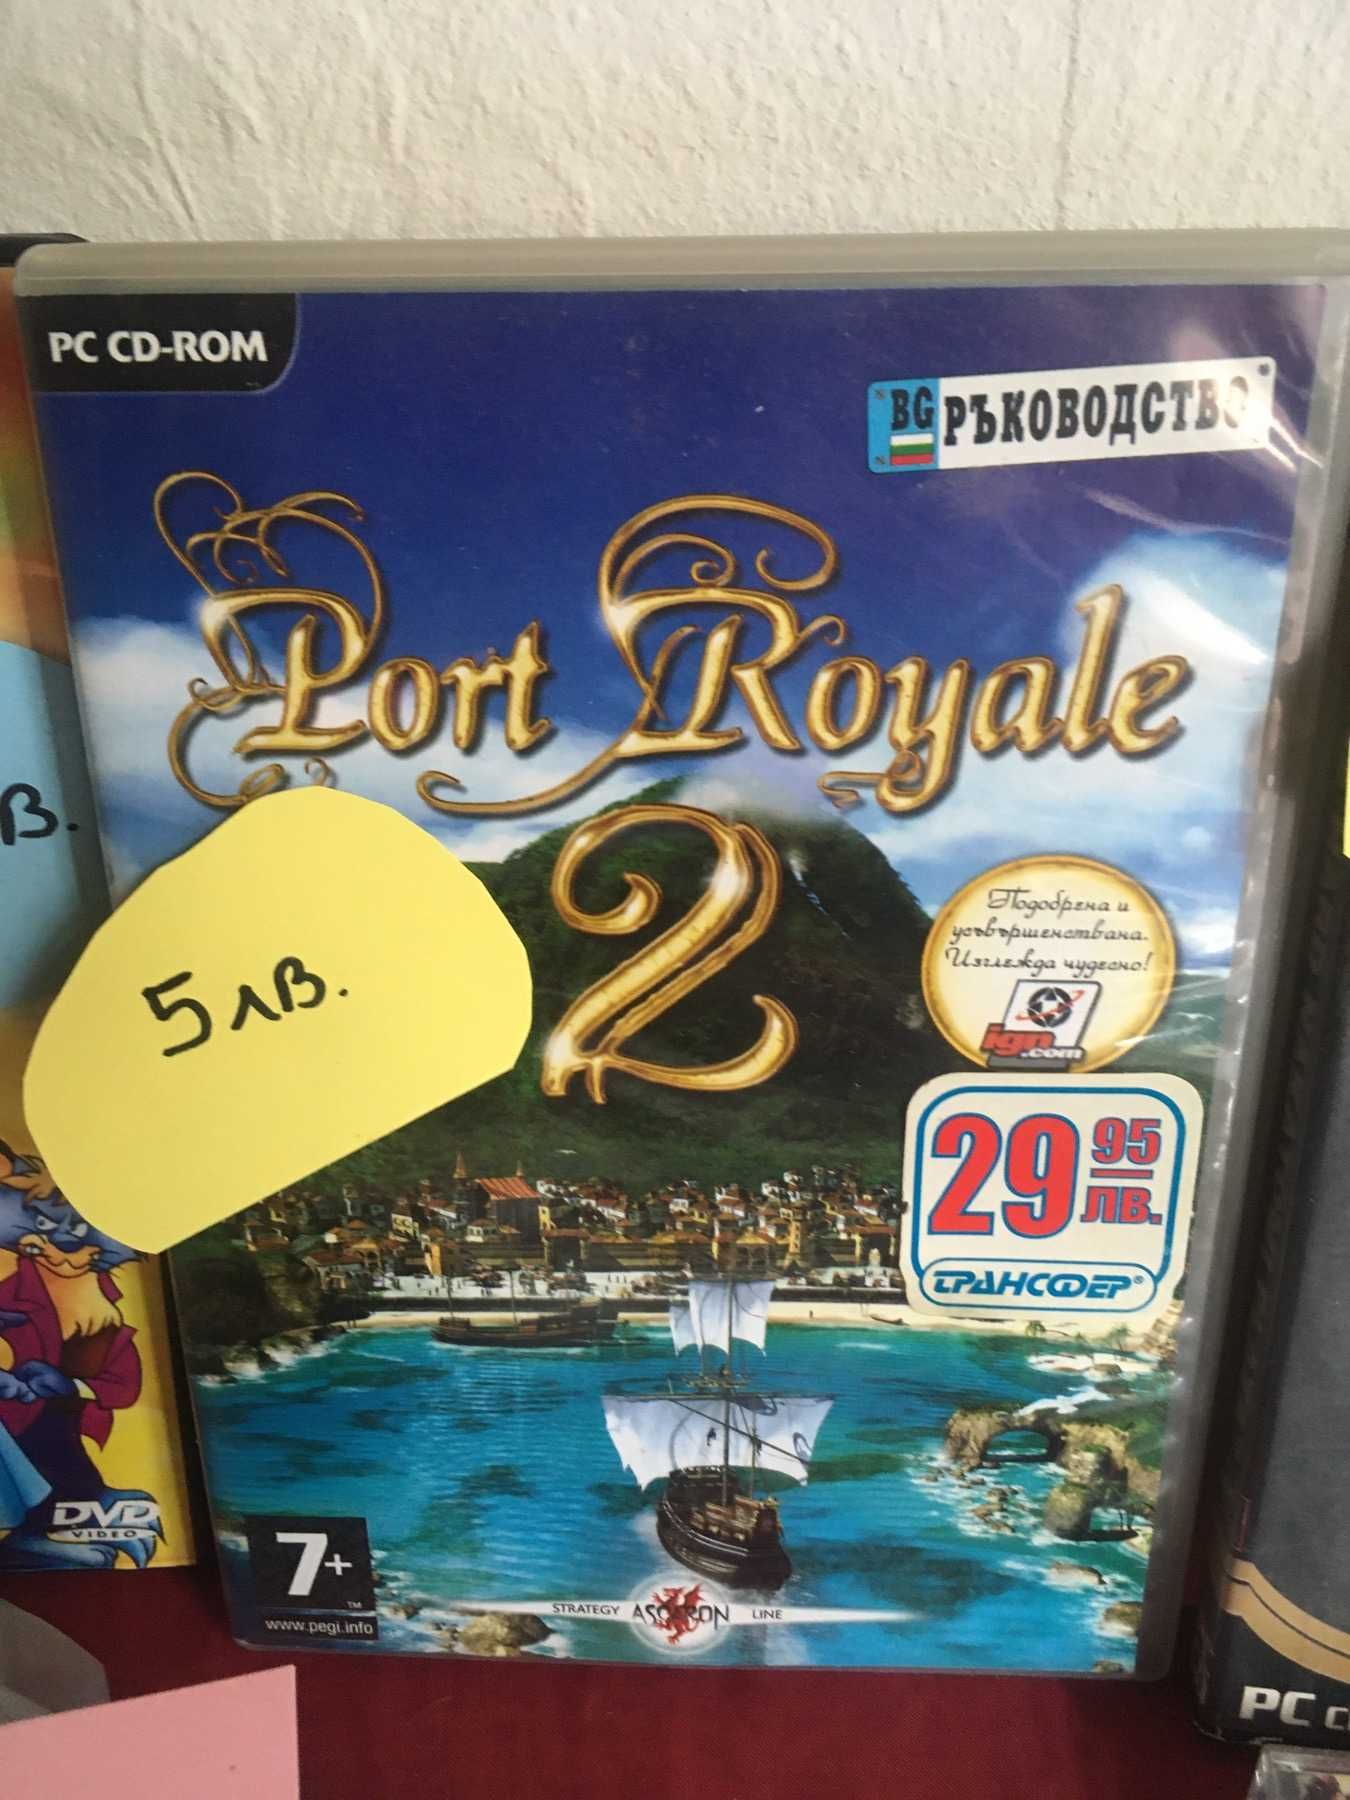 PC CD-ROM
BG РЪКОВОДСТВО
Port Royale
2
В.
5 лв.
Подобрена и
усъвършенствана.
Изглежда чудесно!
ign
.com
29 95
ЛВ.
ТРАНСФЕР®
DVD
VIDEO
7+
™
www.pegi.info
STRATEGY ASCARON LINE
PC